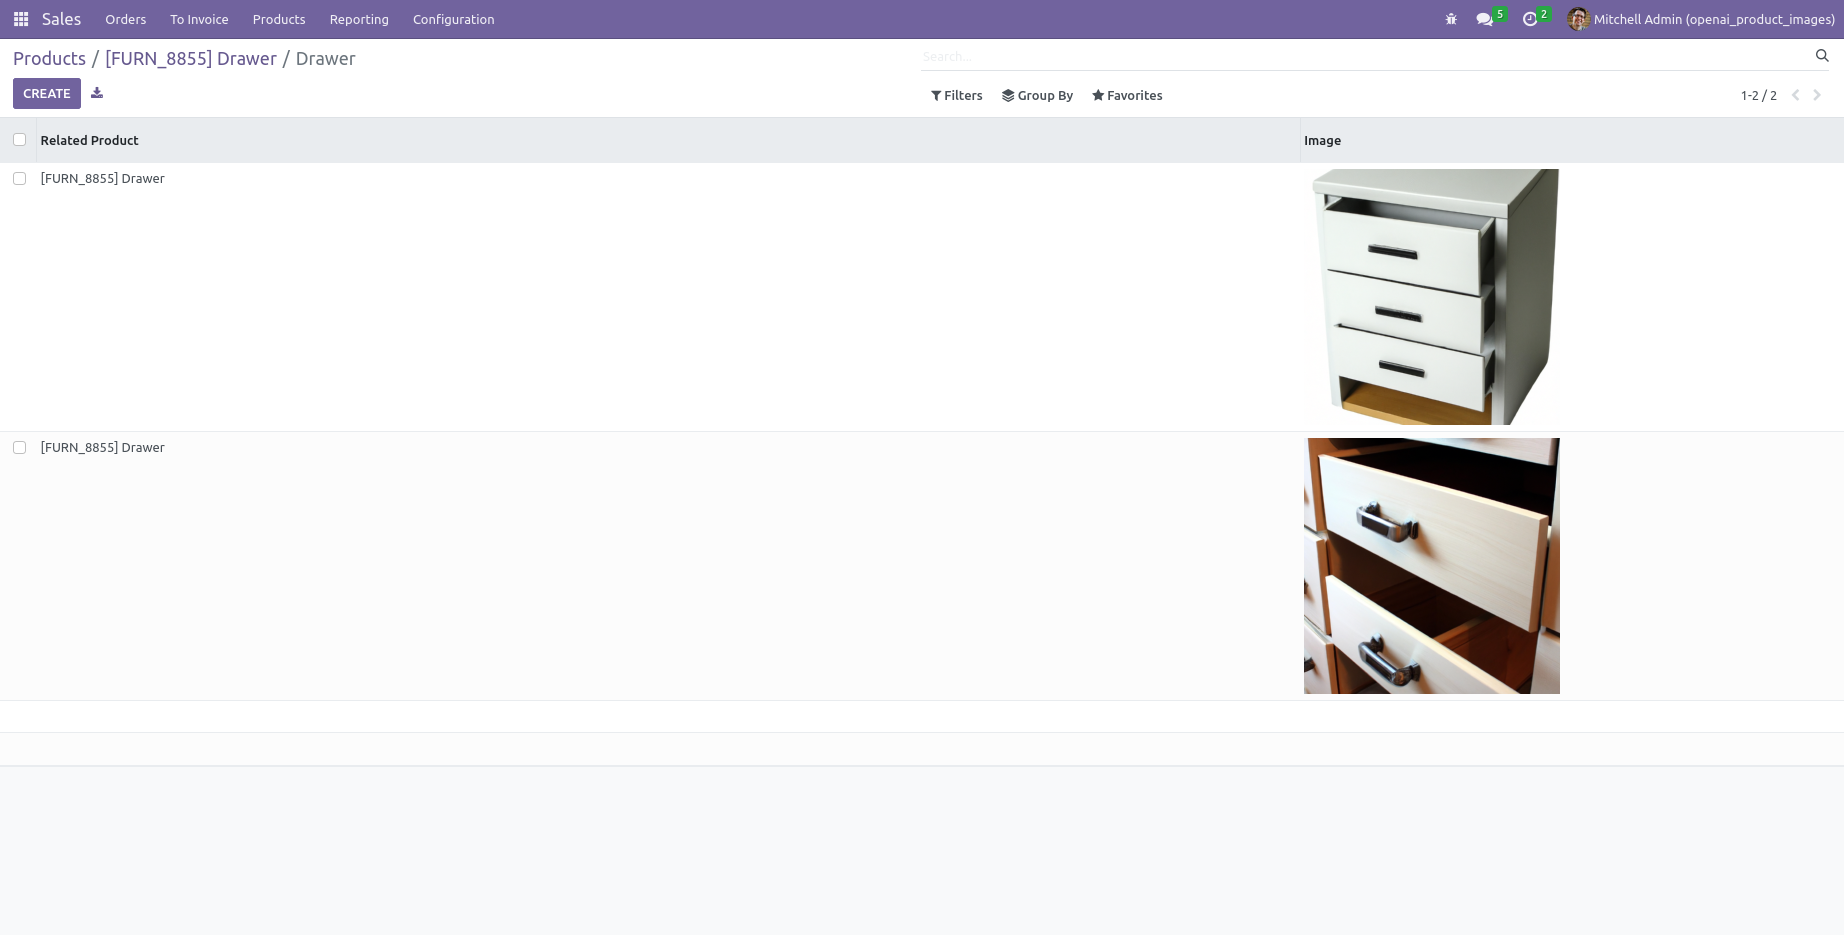 Sales Orders To Invoice Products Reporting Configuration 5 2 Mitchell Admin (openai_product_images)
Products / [FURN_8855] Drawer / Drawer
Search...
CREATE
Filters Group By Favorites 1-2 / 2
Related Product Image
[FURN_8855] Drawer
[FURN_8855] Drawer